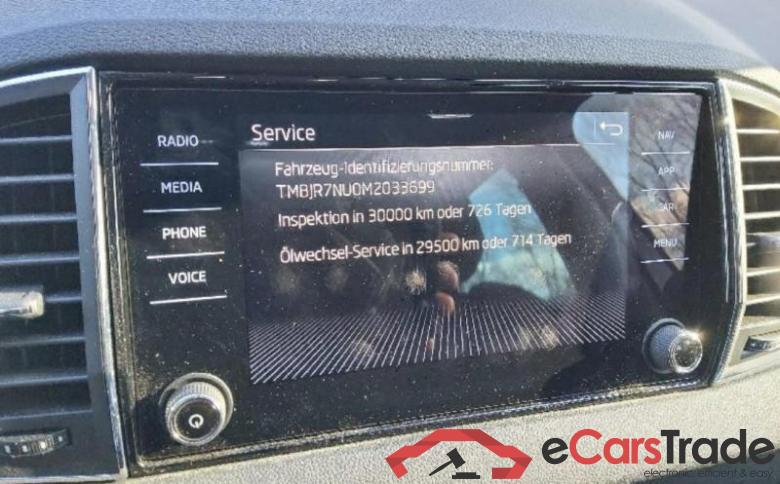 Service
RADIO
MEDIA
PHONE
VOICE
Fahrzeug-Identifizierungsnummer:
TMBJR7NU0M2033699
Inspektion in 30000 km oder 726 Tagen
Ölwechsel-Service in 29500 km oder 714 Tagen
NAV
APP
CAR
MENU
eCarsTrade
electronic, efficient & easy